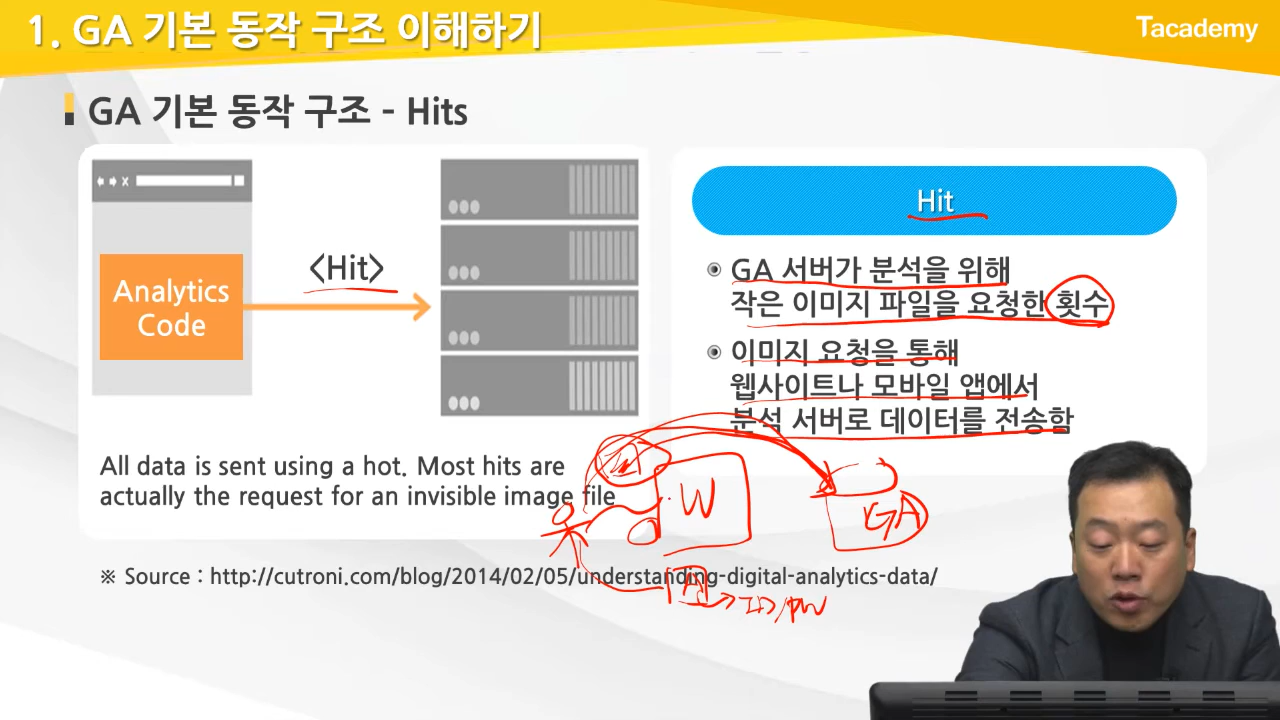 1. GA 기본 동작 구조 이해하기
Tacademy
GA 기본 동작 구조 - Hits
Analytics
Code
<Hit>
All data is sent using a hot. Most hits are
actually the request for an invisible image file
Hit
GA 서버가 분석을 위해
작은 이미지 파일을 요청한 횟수
이미지 요청을 통해
웹사이트나 모바일 앱에서
분석 서버로 데이터를 전송함
W
GA
A
ID/PW
※ Source : http://cutroni.com/blog/2014/02/05/understanding-digital-analytics-data/